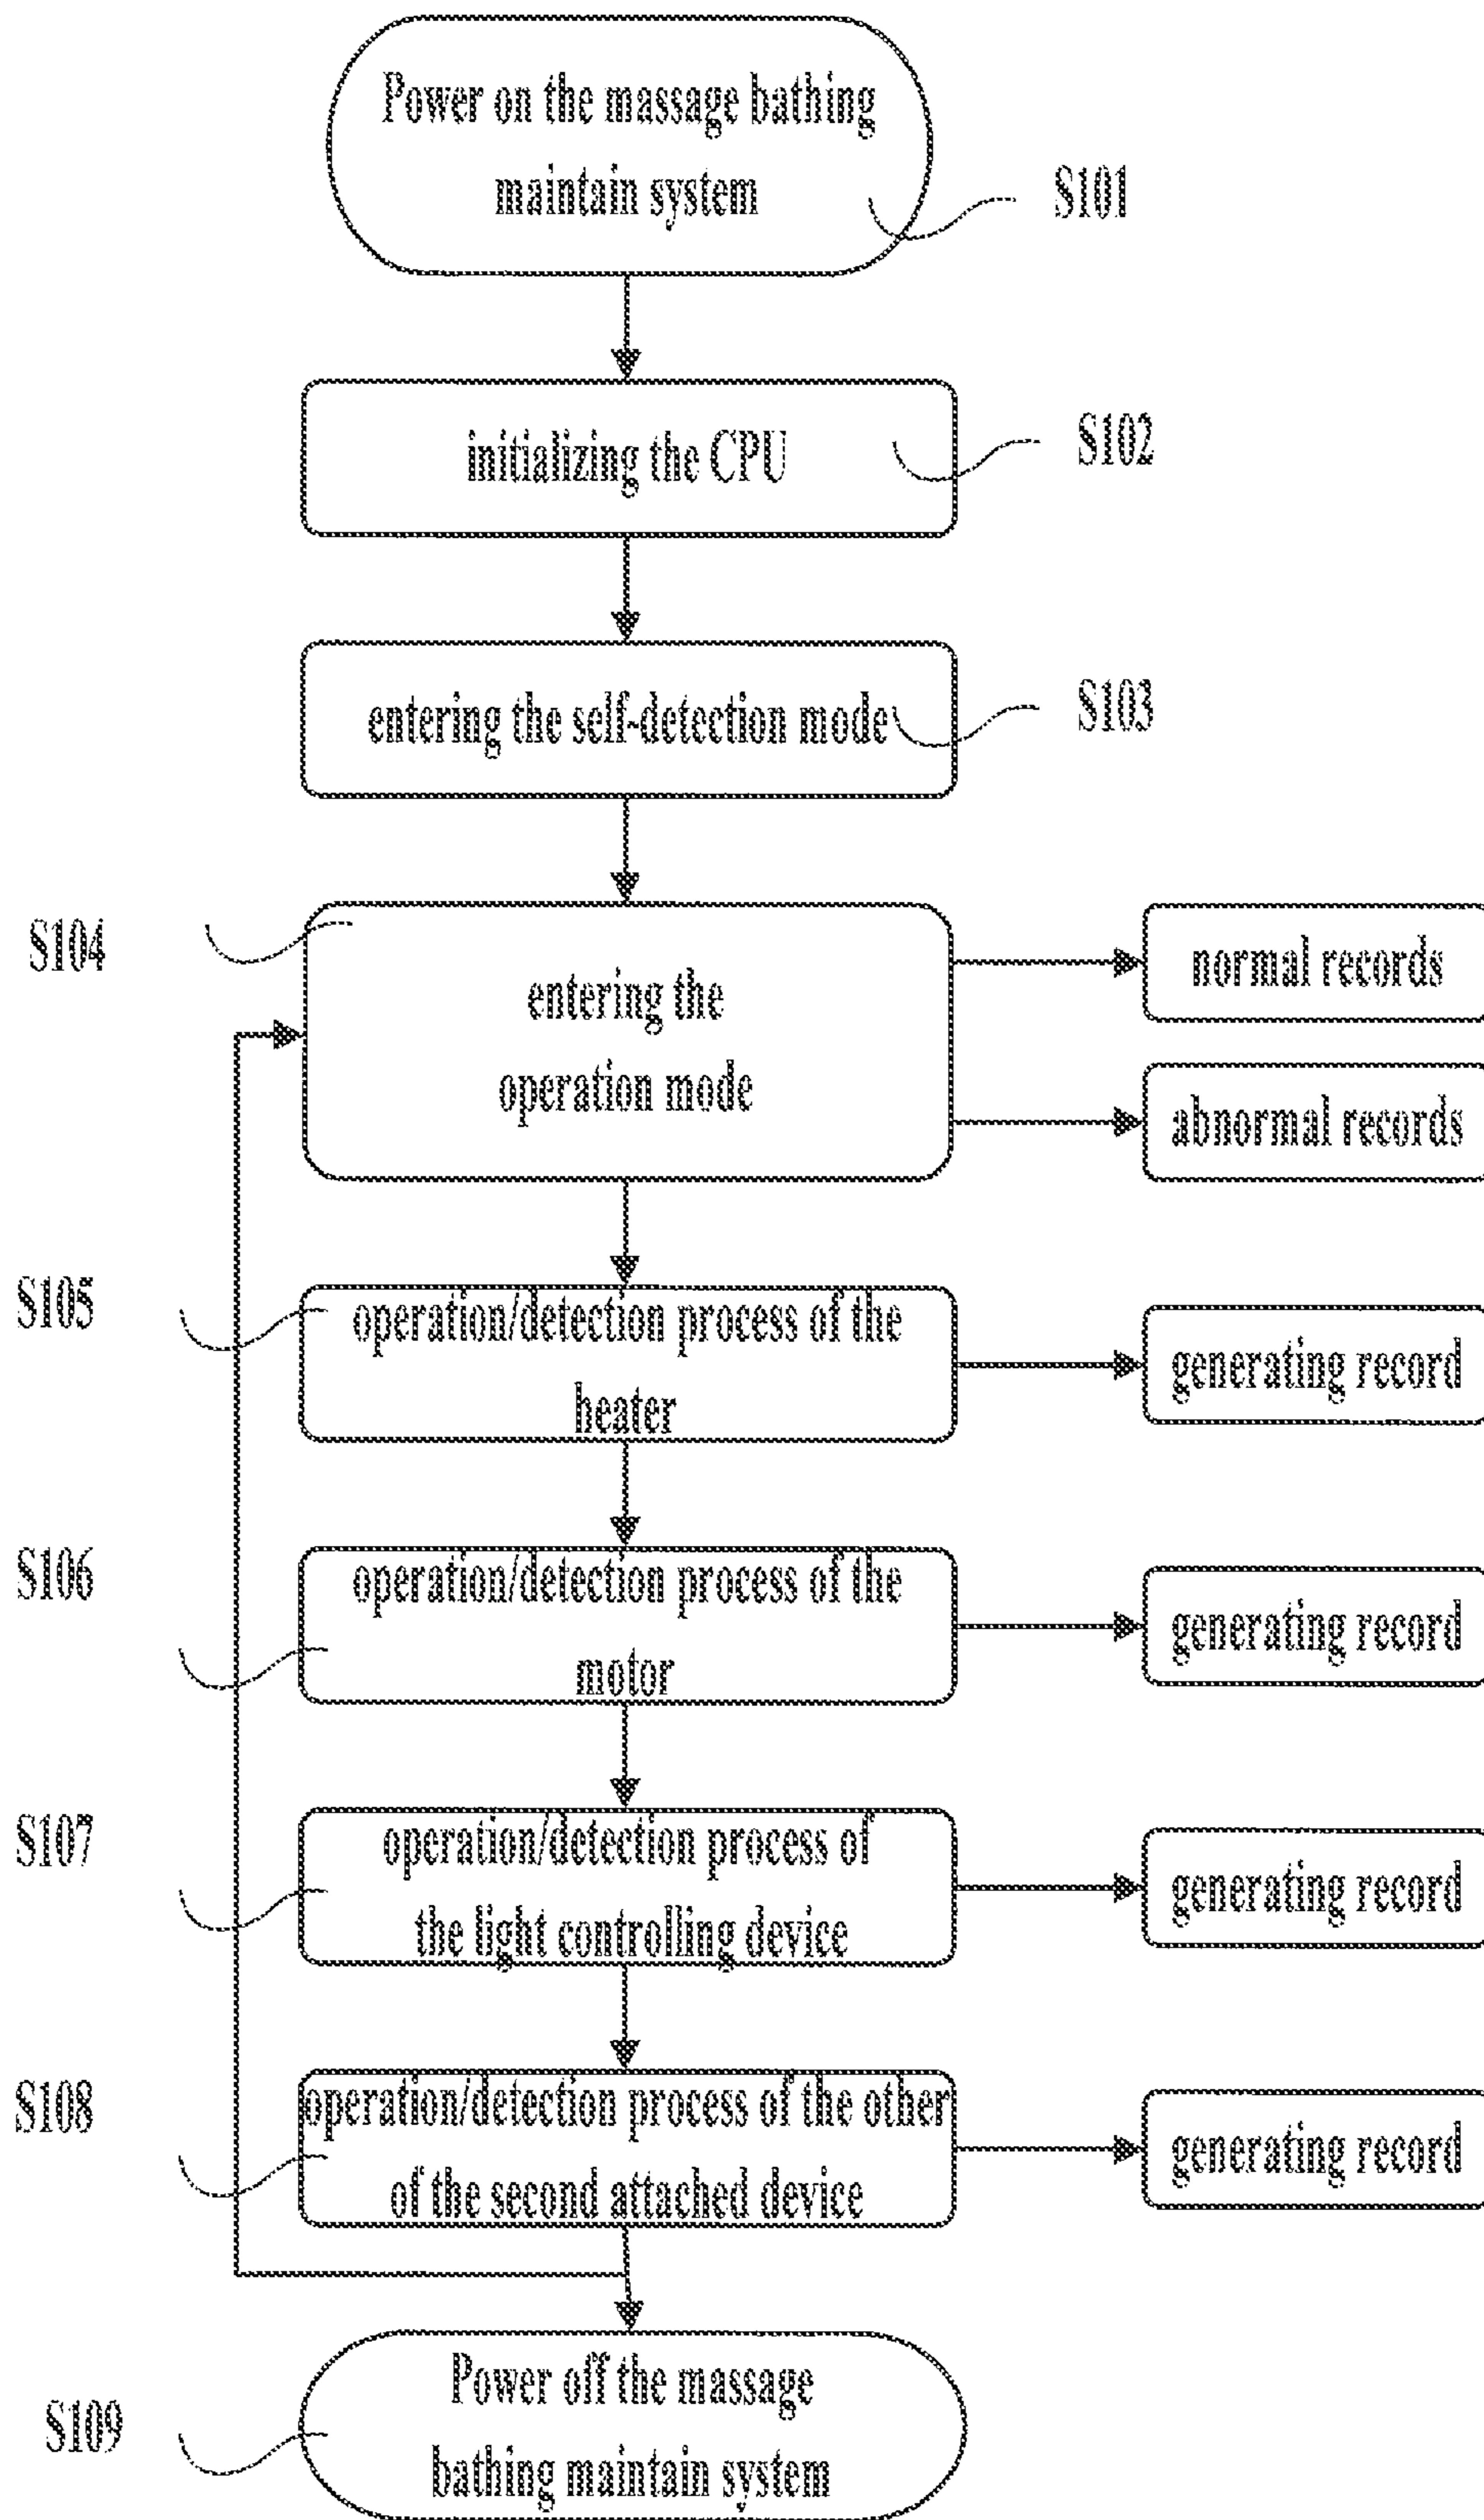 Power on the massage bathing
maintain system
S101
initializing the CPU
S102
entering the self-detection mode
S103
S104
entering the
operation mode
normal records
abnormal records
S105
operation/detection process of the
heater
generating record
S106
operation/detection process of the
motor
generating record
S107
operation/detection process of
the light controlling device
generating record
S108
operation/detection process of the other
of the second attached device
generating record
Power off the massage
bathing maintain system
S109